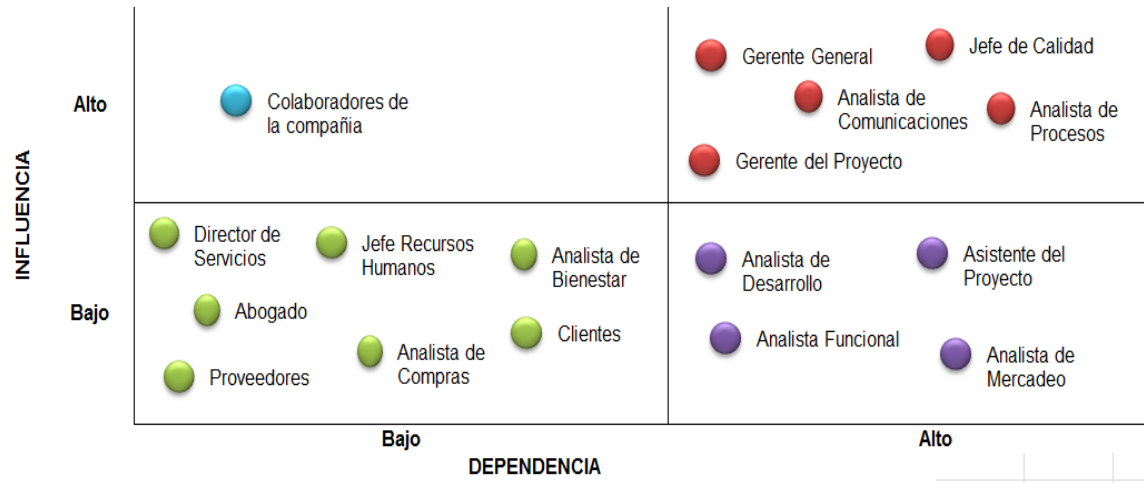 INFLUENCIA
Alto
Colaboradores de
la compañia
Gerente General
Jefe de Calidad
Analista de
Comunicaciones
Analista de
Procesos
Gerente del Proyecto
Bajo
Director de
Servicios
Jefe Recursos
Humanos
Analista de
Bienestar
Abogado
Clientes
Analista de
Compras
Proveedores
Analista de
Desarrollo
Asistente del
Proyecto
Analista Funcional
Analista de
Mercadeo
Bajo
Alto
DEPENDENCIA